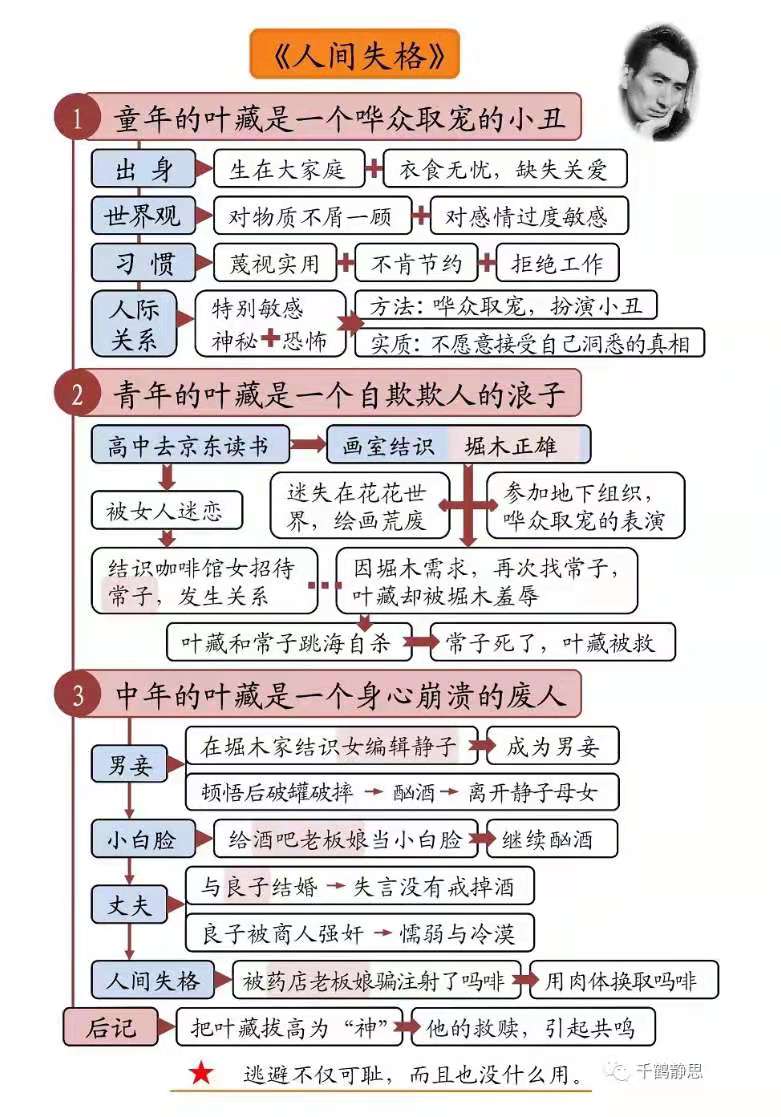 《人间失格》
1 童年的叶藏是一个哗众取宠的小丑
出 身 生在大家庭 + 衣食无忧，缺失关爱
世界观 对物质不屑一顾 + 对感情过度敏感
习 惯 蔑视实用 + 不肯节约 + 拒绝工作
人际
关系
特别敏感
神秘+恐怖
方法：哗众取宠，扮演小丑
实质：不愿意接受自己洞悉的真相
2 青年的叶藏是一个自欺欺人的浪子
高中去京东读书 画室结识 堀木正雄
被女人迷恋
迷失在花花世
界，绘画荒废
参加地下组织，
哗众取宠的表演
结识咖啡馆女招待
常子，发生关系
因堀木需求，再次找常子，
叶藏却被堀木羞辱
叶藏和常子跳海自杀 常子死了，叶藏被救
3 中年的叶藏是一个身心崩溃的废人
男妾
在堀木家结识女编辑静子 成为男妾
顿悟后破罐破摔 → 酗酒 → 离开静子母女
小白脸 给酒吧老板娘当小白脸 继续酗酒
丈夫
与良子结婚 → 失言没有戒掉酒
良子被商人强奸 → 懦弱与冷漠
人间失格 被药店老板娘骗注射了吗啡 用肉体换取吗啡
后记 把叶藏拔高为“神” 他的救赎，引起共鸣
★ 逃避不仅可耻，而且也没什么用。
千鹤静思